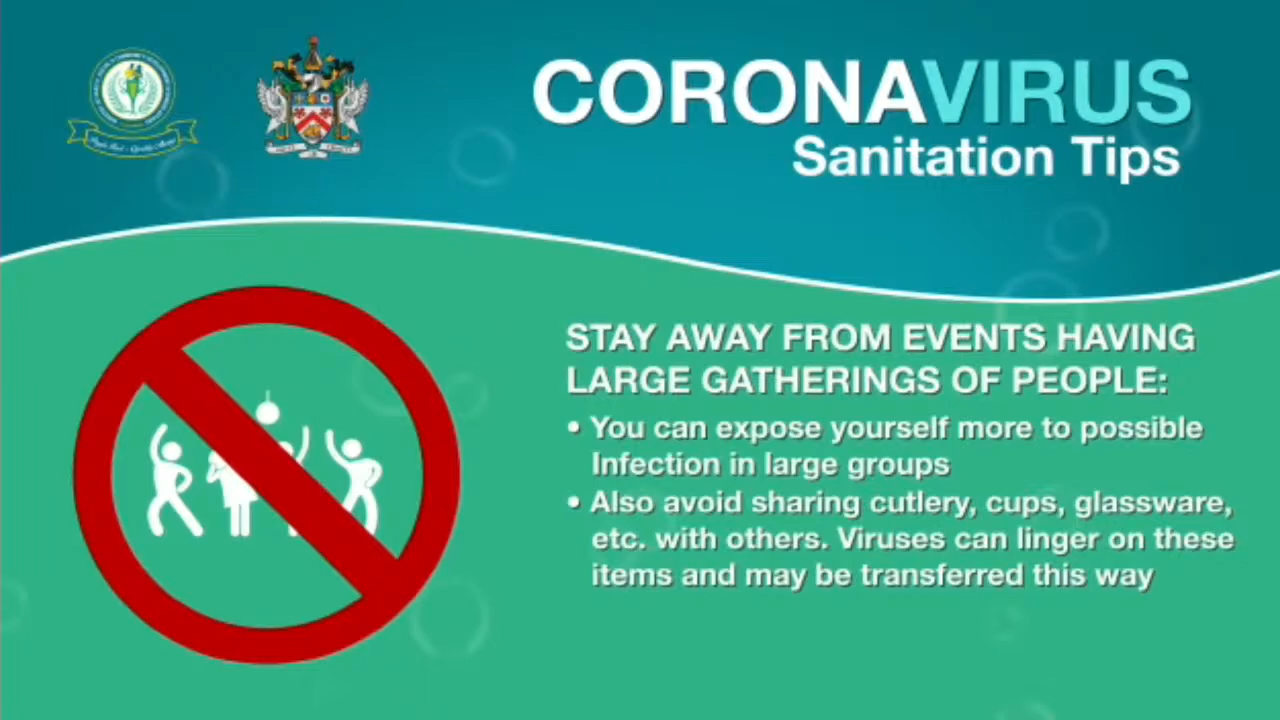 CORONAVIRUS
Sanitation Tips
STAY AWAY FROM EVENTS HAVING
LARGE GATHERINGS OF PEOPLE:
• You can expose yourself more to possible
Infection in large groups
• Also avoid sharing cutlery, cups, glassware,
etc. with others. Viruses can linger on these
items and may be transferred this way